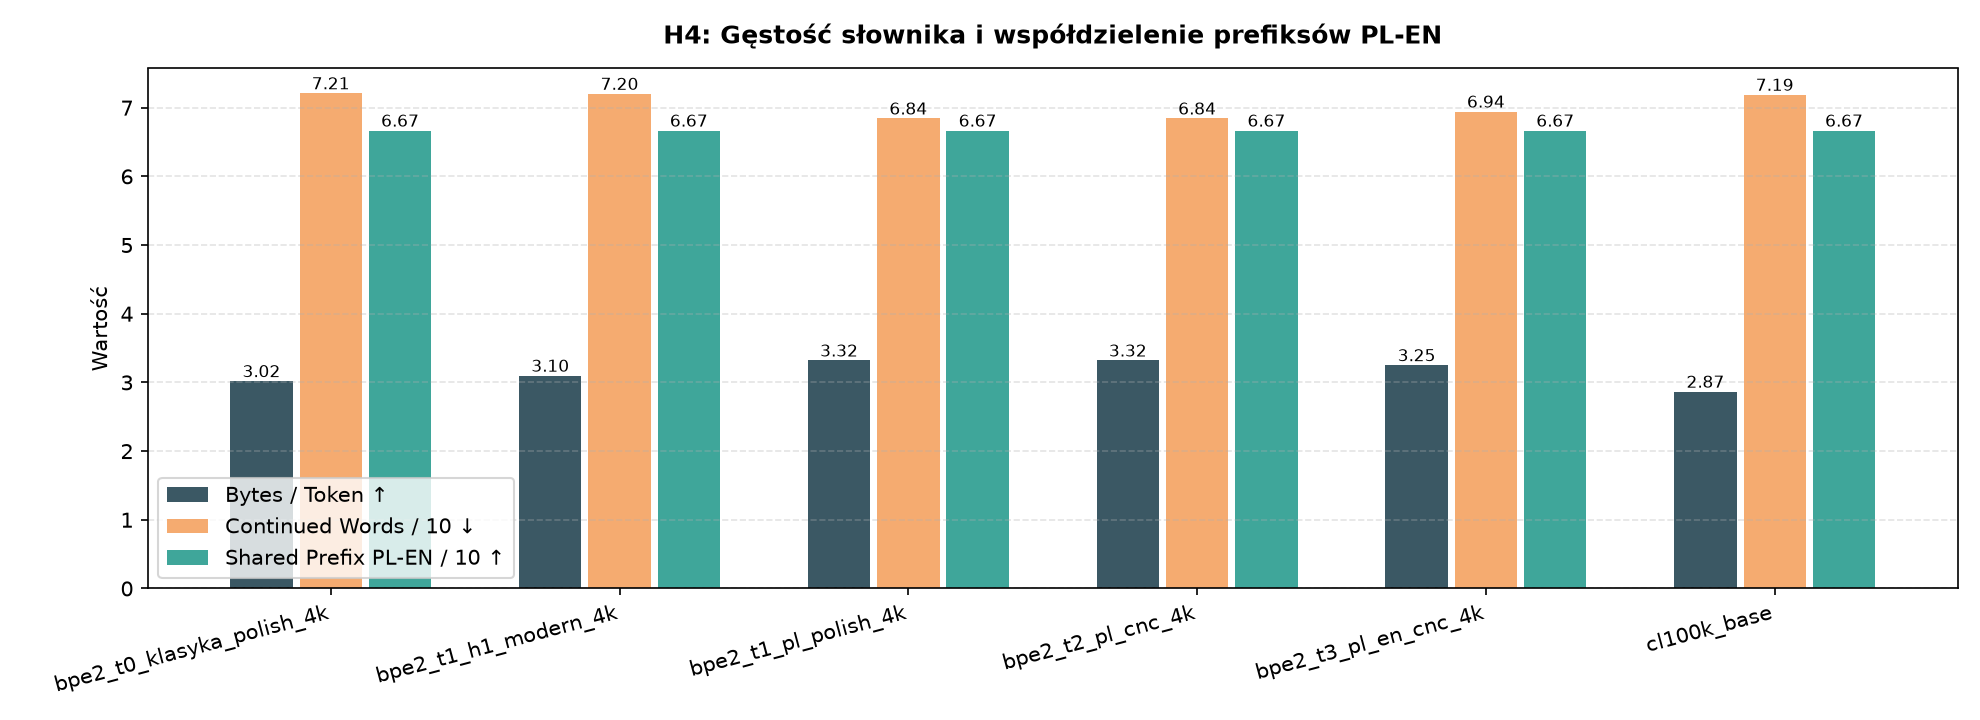 H4: Gęstość słownika i współdzielenie prefiksów PL-EN
Wartość
7
6
5
4
3
2
1
0
3.02
7.21
6.67
3.10
7.20
6.67
3.32
6.84
6.67
3.32
6.84
6.67
3.25
6.94
6.67
2.87
7.19
6.67
Bytes / Token ↑
Continued Words / 10 ↓
Shared Prefix PL-EN / 10 ↑
bpe2_t0_klasyka_polish_4k
bpe2_t1_h1_modern_4k
bpe2_t1_pl_polish_4k
bpe2_t2_pl_cnc_4k
bpe2_t3_pl_en_cnc_4k
cl100k_base